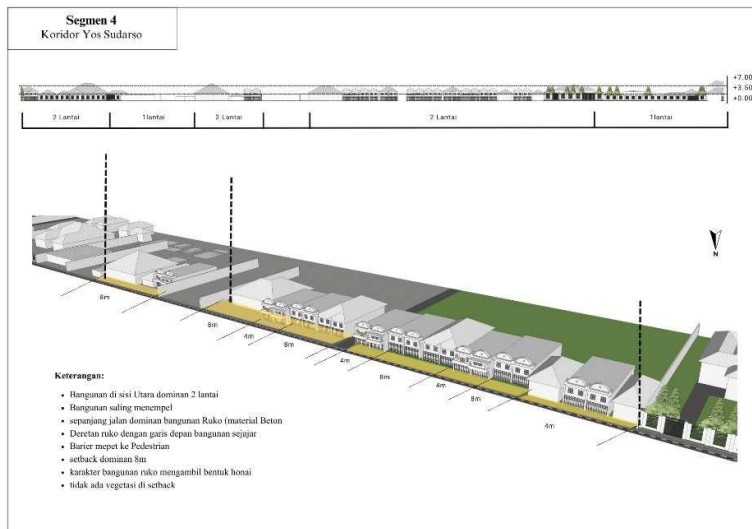 Segmen 4
Koridor Yos Sudarso
+7.00
+3.50
+0.00
2 Lantai
1lantai
2 Lantai
2 Lantai
1lantai
N
8m
8m
4m
8m
4m
8m
4m
8m
4m
Keterangan:
• Bangunan di sisi Utara dominan 2 lantai
• Bangunan suling menempel
• sepanjang jalan dominan bangunan Ruko (material Beton
• Deretan ruko dengan garis depan bangunan sejajar
• Barier mepet ke Pedestrian
• setback dominan 8m
• karakter bangunan ruko mengambil bentuk honai
• tidak ada vegetasi di setback